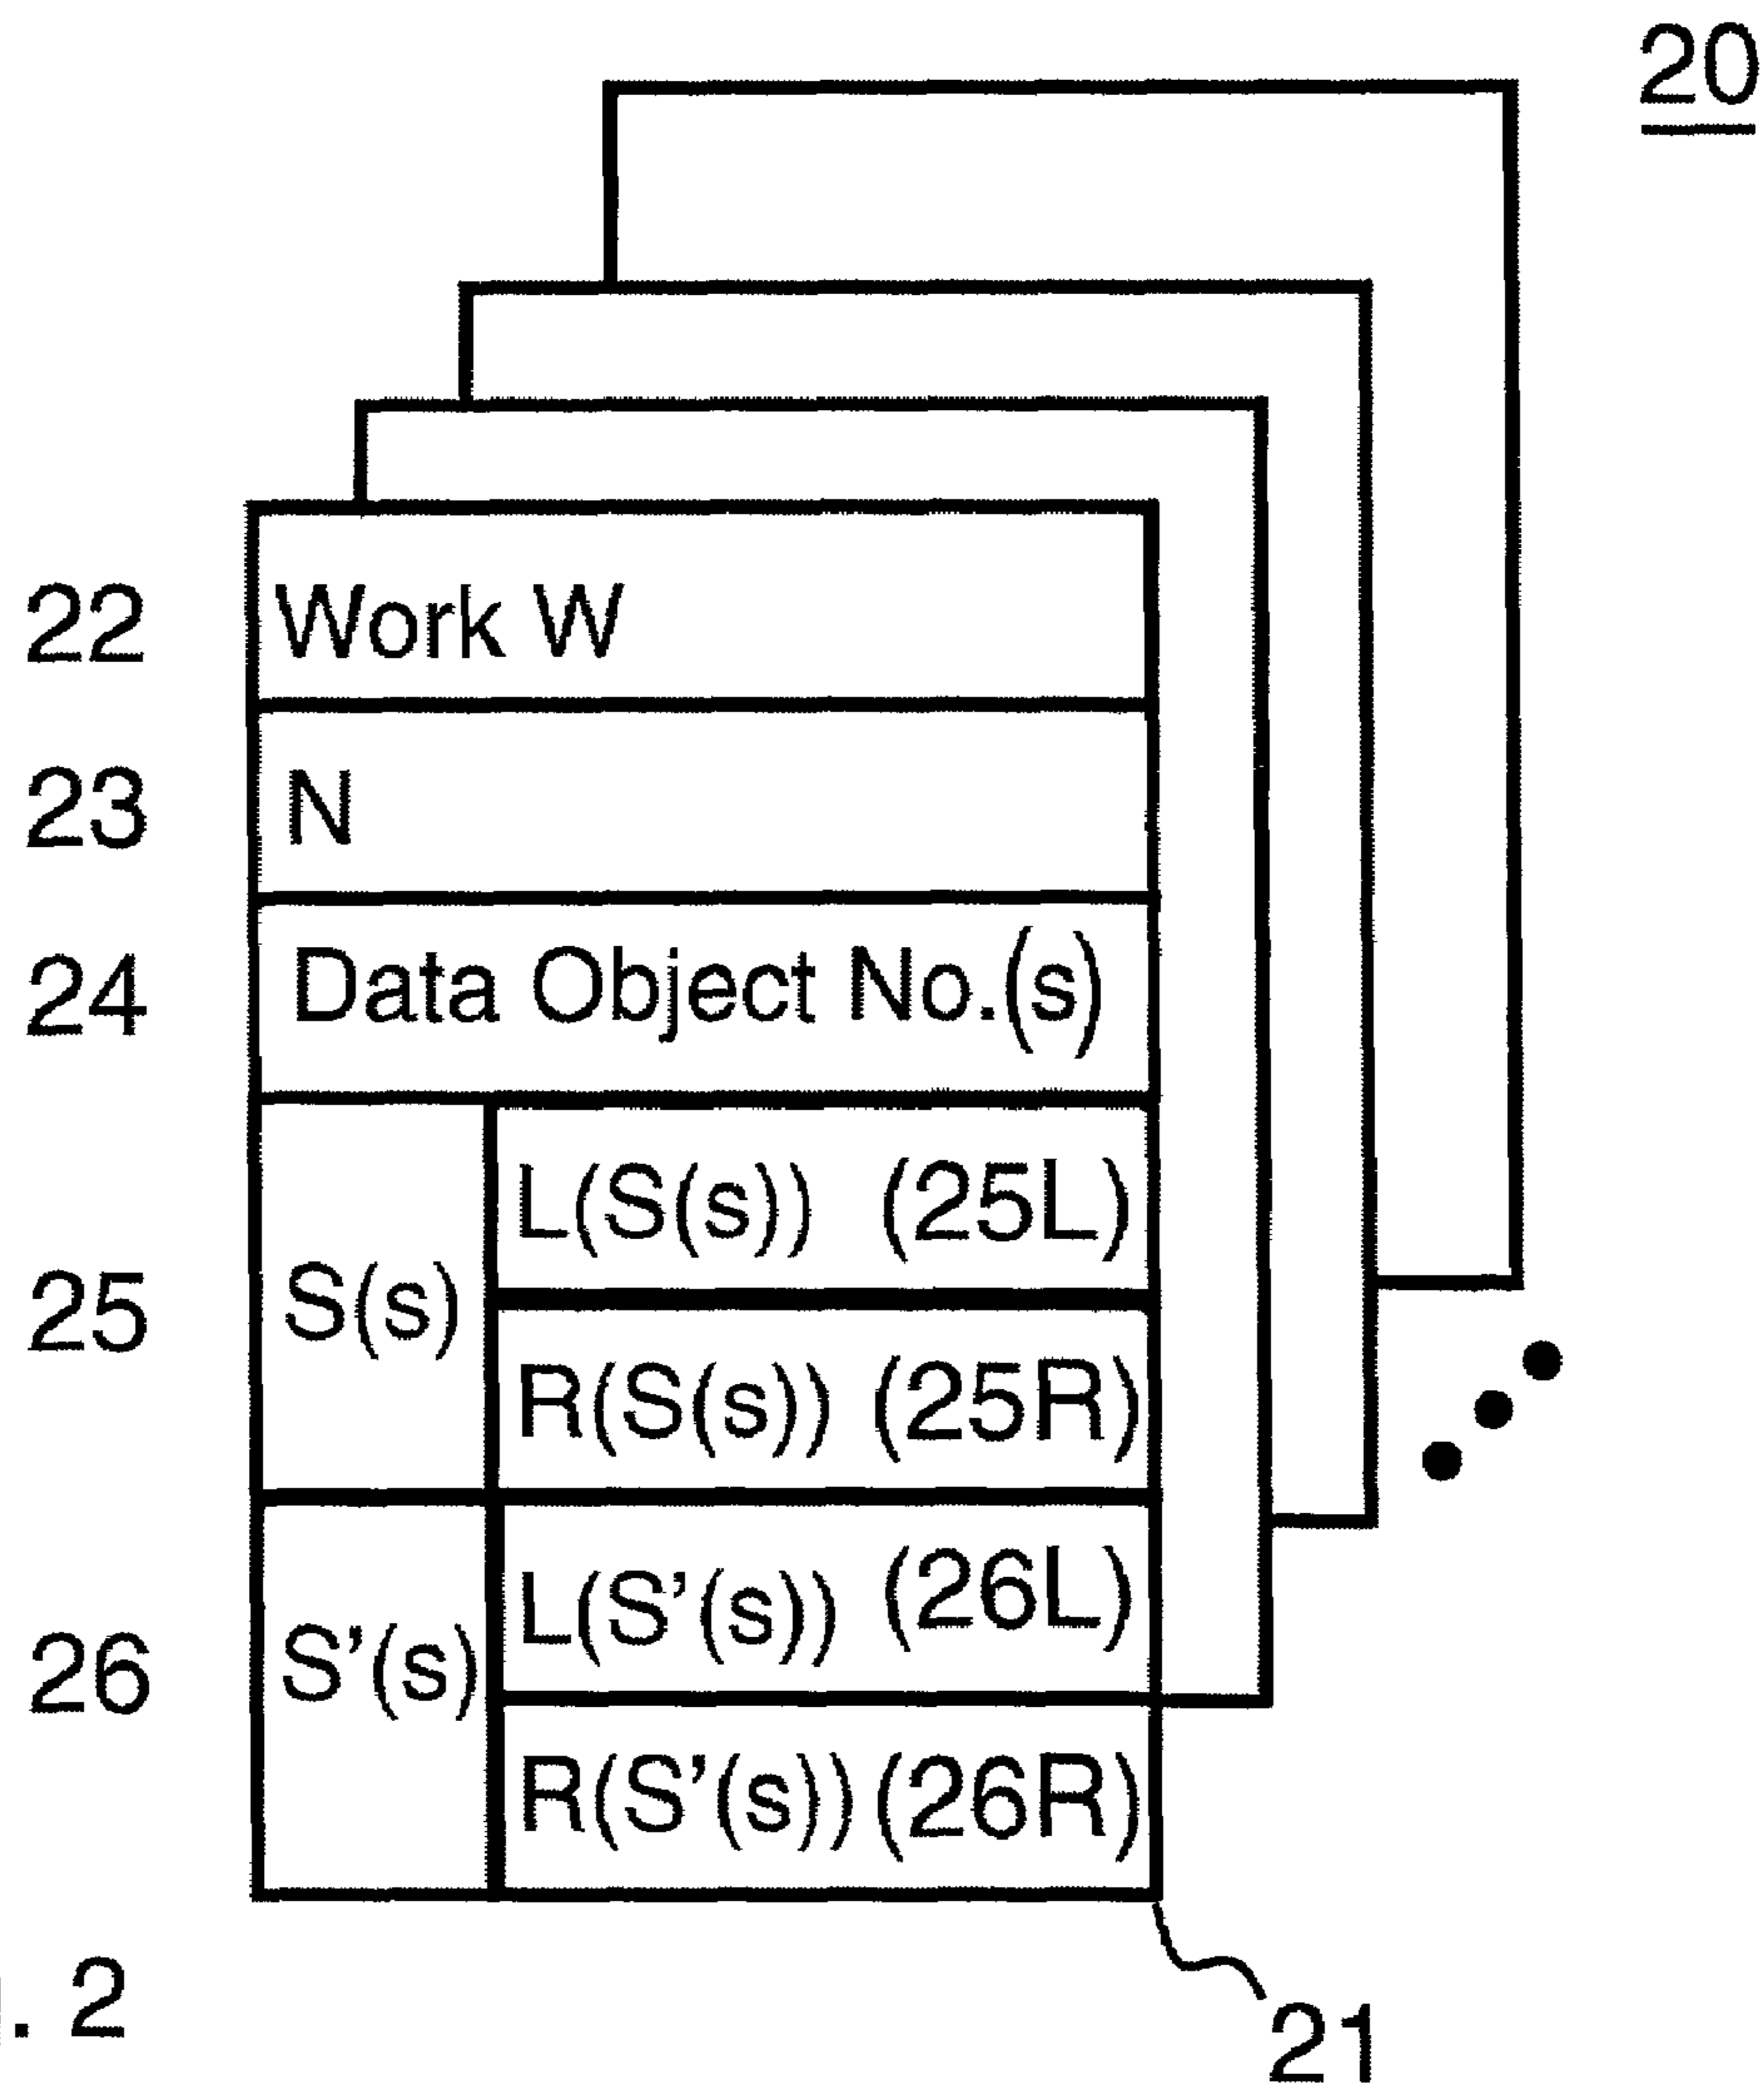 20
22 Work W
23 N
24 Data Object No.(s)
L(S(s)) (25L)
25 S(s)
R(S(s)) (25R)
L(S'(s)) (26L)
26 S'(s)
R(S'(s)) (26R)
. 2
21